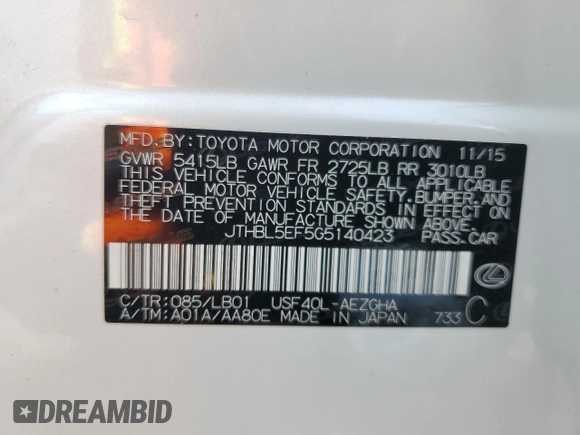 MFD. BY: TOYOTA MOTOR CORPORATION 11/15
GVWR 5415LB GAWR FR 2725LB RR 3010LB
THIS VEHICLE CONFORMS TO ALL APPLICABLE
FEDERAL MOTOR VEHICLE SAFETY, BUMPER, AND
THEFT PREVENTION STANDARDS IN EFFECT ON
THE DATE OF MANUFACTURE SHOWN ABOVE.
JTHBL5EF5G5140423 PASS. CAR
C/TR: 085/LB01 USF40L-AEZGHA
A/TM: A01A/AA80E MADE IN JAPAN 733 C
DREAMBID